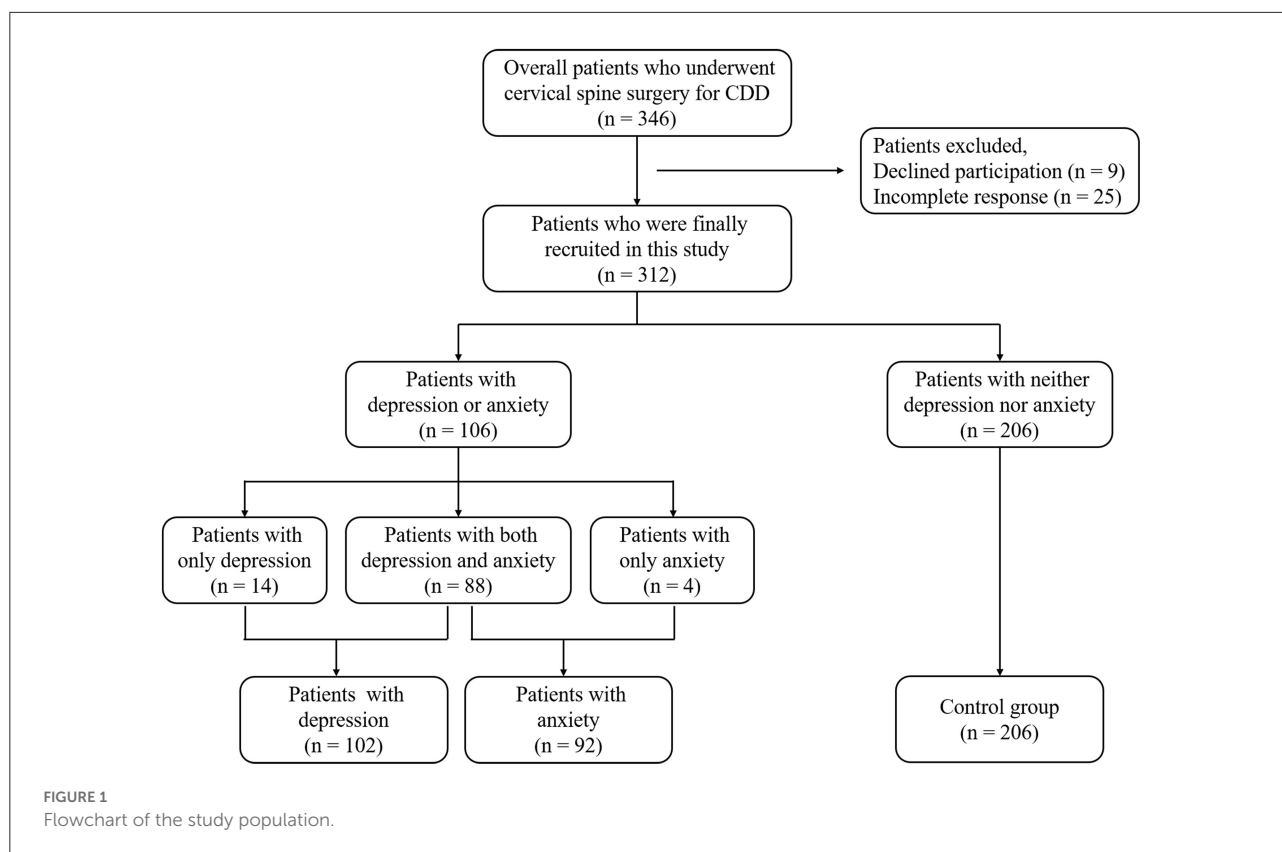 Overall patients who underwent
cervical spine surgery for CDD
(n = 346)
Patients excluded,
Declined participation (n = 9)
Incomplete response (n = 25)
Patients who were finally
recruited in this study
(n = 312)
Patients with
depression or anxiety
(n = 106)
Patients with neither
depression nor anxiety
(n = 206)
Patients with
only depression
(n = 14)
Patients with both
depression and anxiety
(n = 88)
Patients with
only anxiety
(n = 4)
Patients with
depression
(n = 102)
Patients with
anxiety
(n = 92)
Control group
(n = 206)
FIGURE 1
Flowchart of the study population.